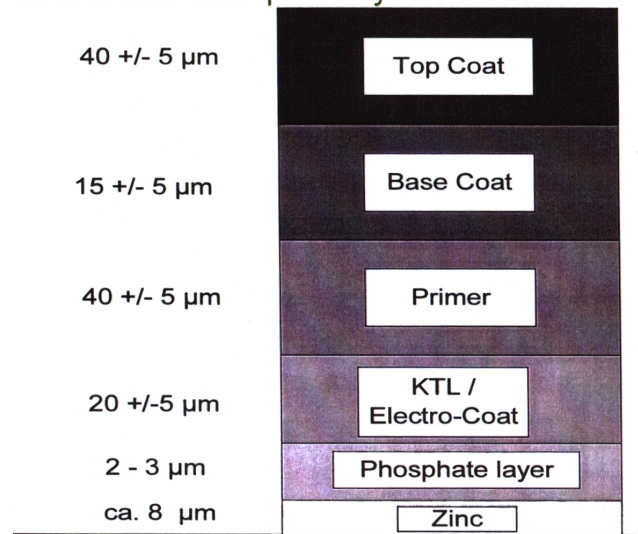 40 +/- 5 µm Top Coat
15 +/- 5 µm Base Coat
40 +/- 5 µm Primer
20 +/-5 µm KTL /
Electro-Coat
2 - 3 µm Phosphate layer
ca. 8 µm Zinc